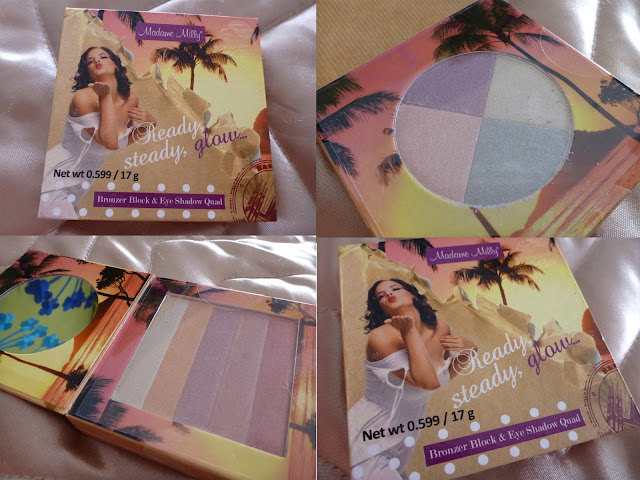 Madame Milly
Ready,
steady, glow...
Net wt 0.599 / 17 g
Bronzer Block & Eye Shadow Quad
Madame Milly
Ready,
steady, glow...
Net wt 0.599 / 17 g
Bronzer Block & Eye Shadow Quad